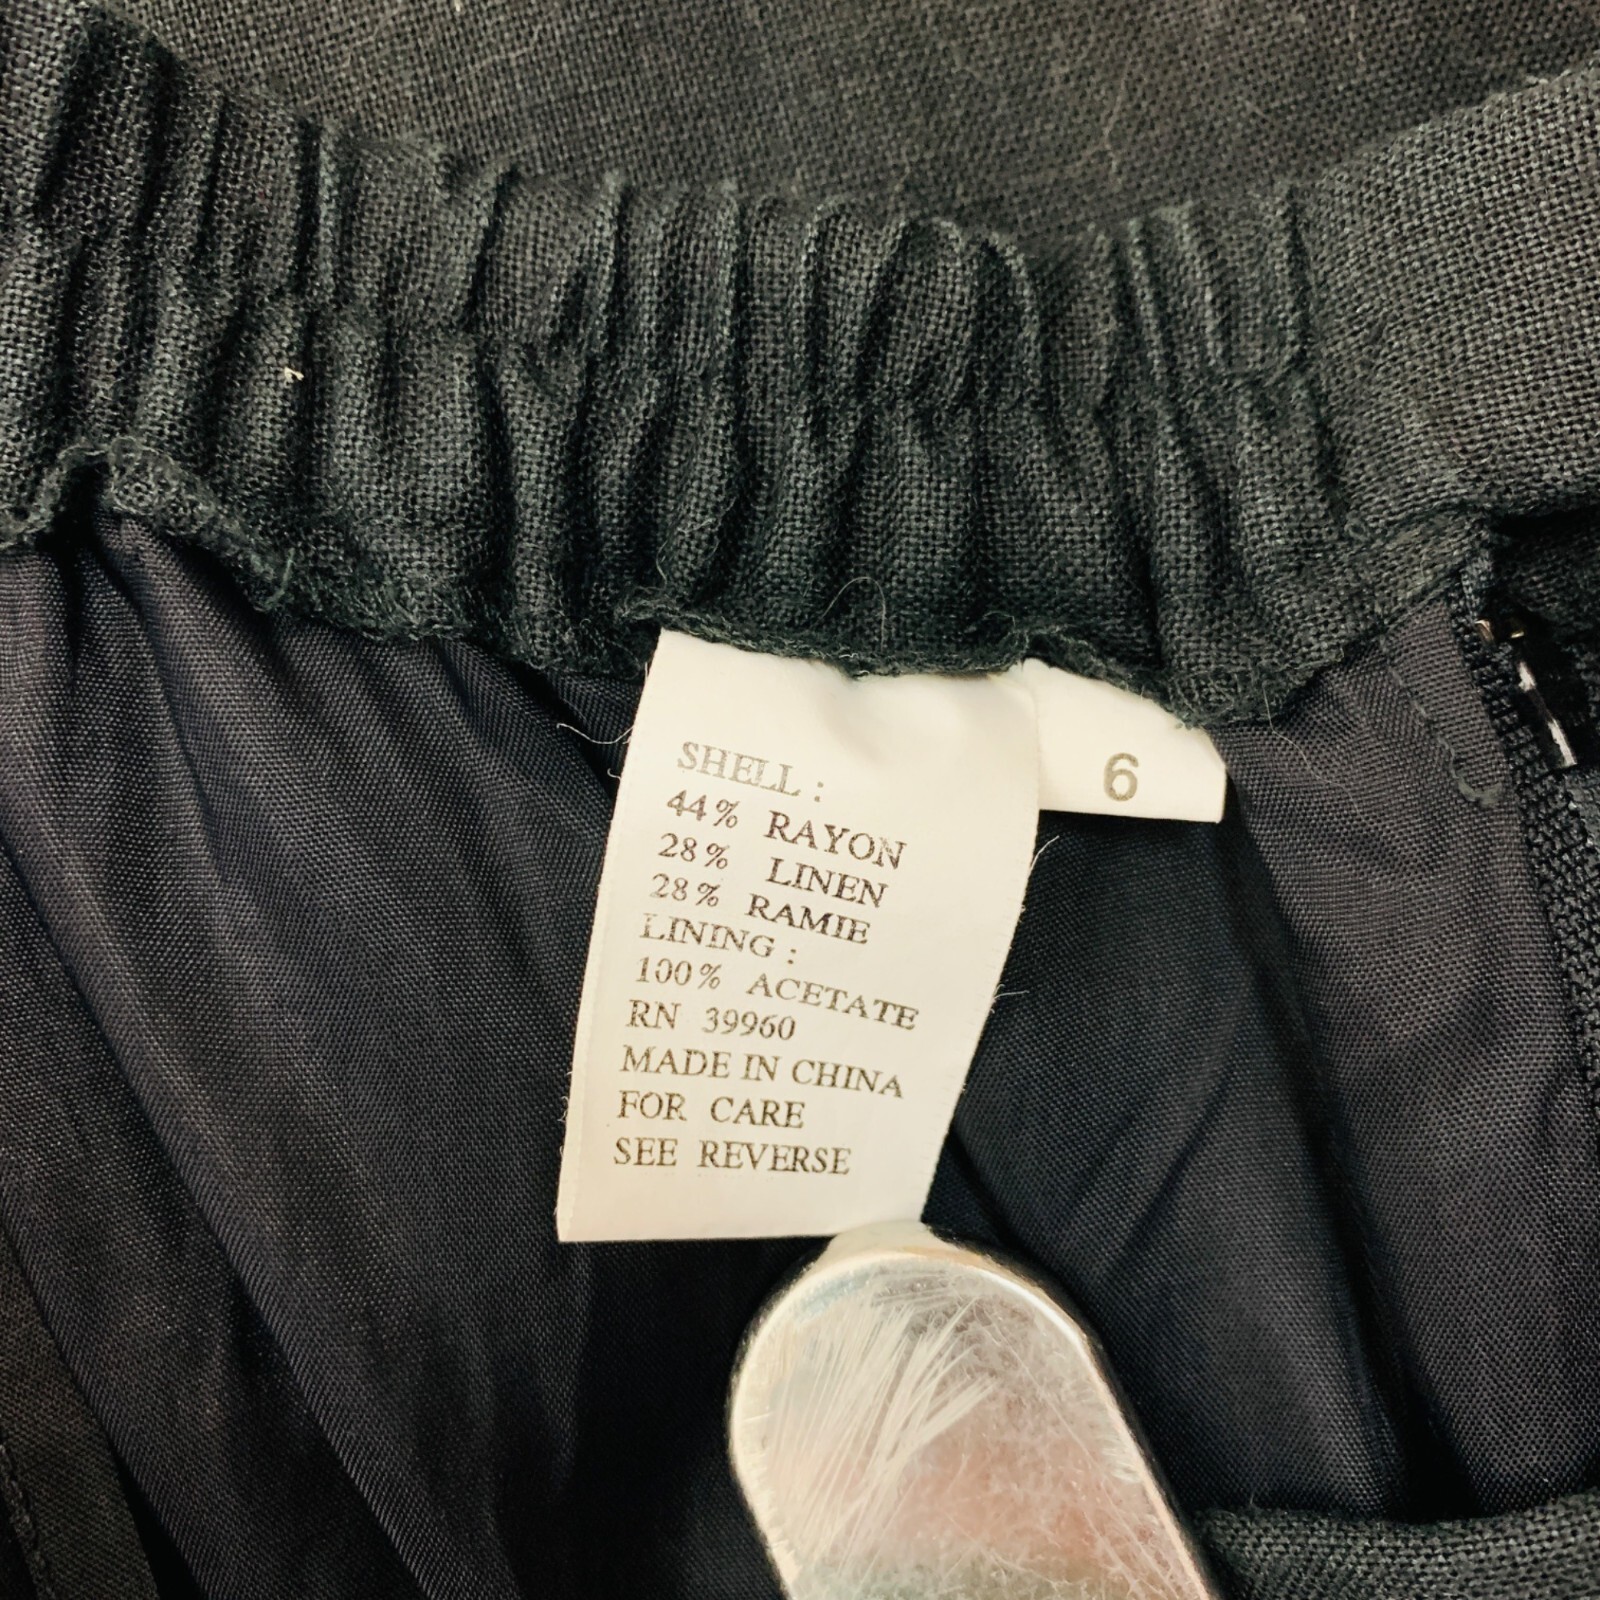 SHELL :
44% RAYON
28% LINEN
28% RAMIE
LINING :
100% ACETATE
RN 39960
MADE IN CHINA
FOR CARE
SEE REVERSE
6